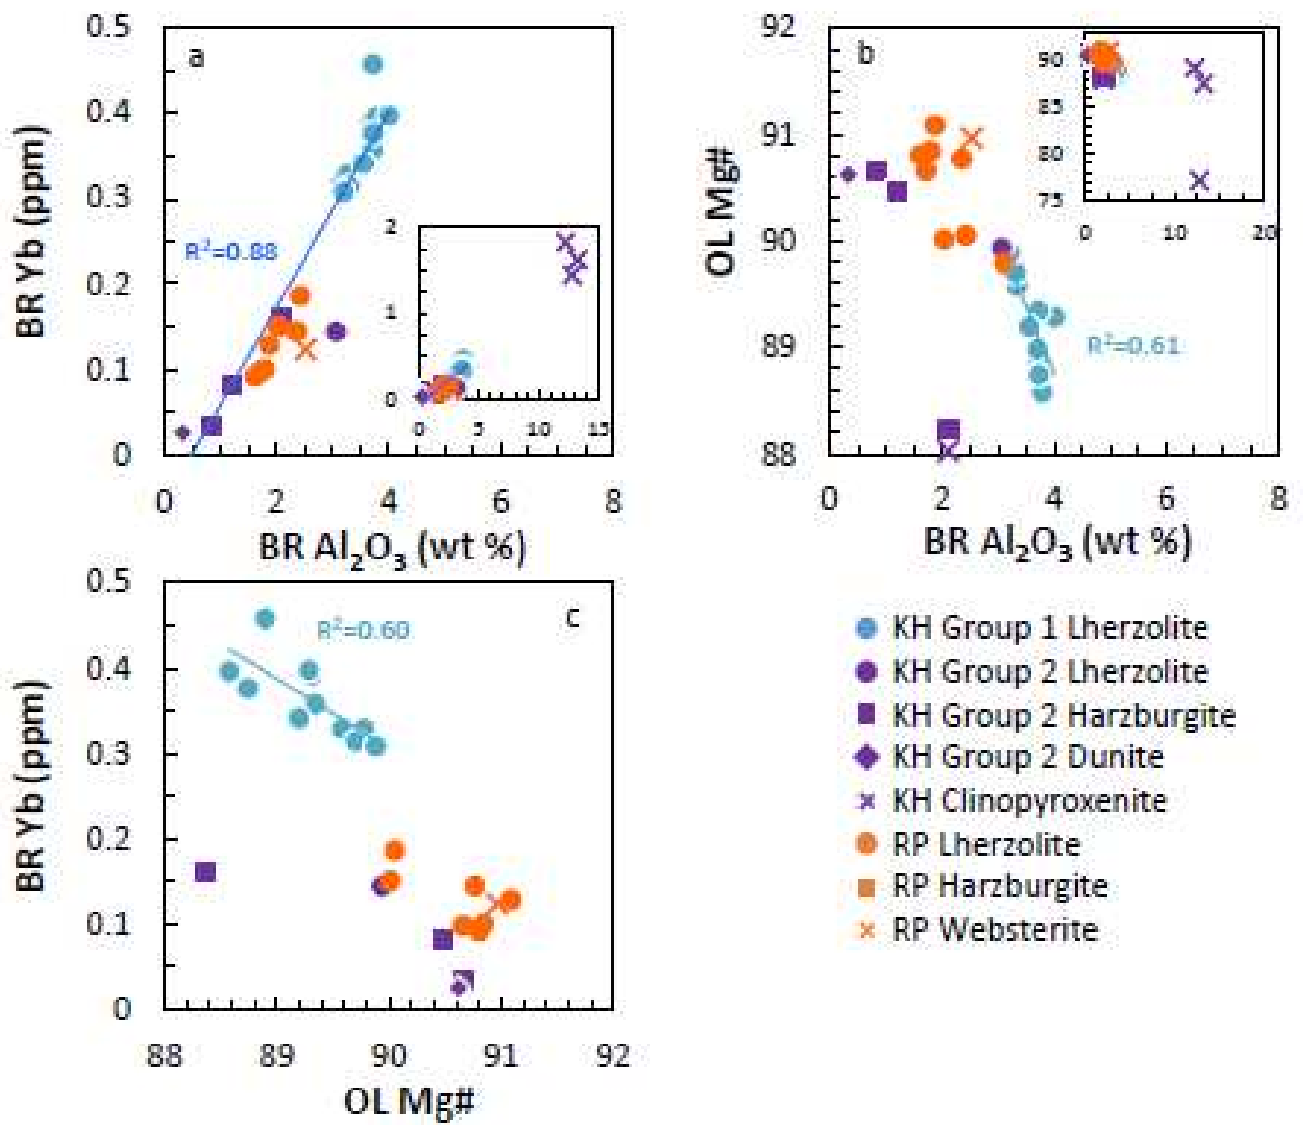 a
BR Yb (ppm)
0.5
0.4
0.3
0.2
0.1
0
R²=0.88
2
1
0
0 5 10 15
0 2 4 6 8
BR Al₂O₃ (wt %)
b
OL Mg#
92
91
90
89
88
90
85
80
75
0 10 20
R²=0.61
0 2 4 6 8
BR Al₂O₃ (wt %)
c
BR Yb (ppm)
0.5
0.4
0.3
0.2
0.1
0
R²=0.60
88 89 90 91 92
OL Mg#
KH Group 1 Lherzolite
KH Group 2 Lherzolite
KH Group 2 Harzburgite
KH Group 2 Dunite
KH Clinopyroxenite
RP Lherzolite
RP Harzburgite
RP Websterite